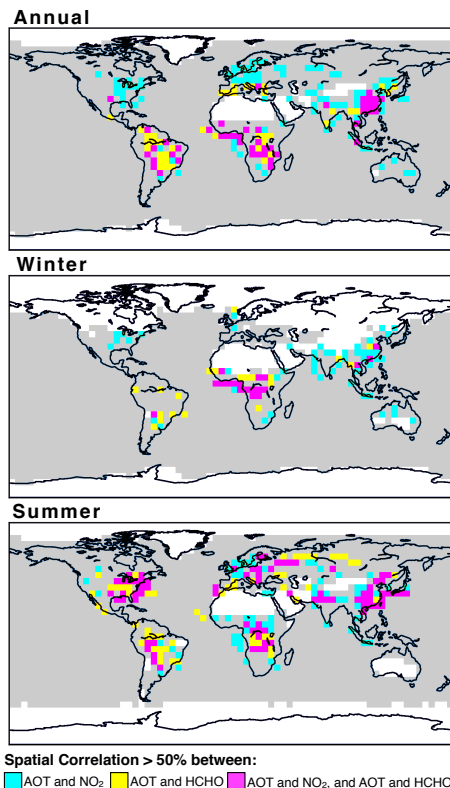 Annual
Winter
Summer
Spatial Correlation > 50% between:
AOT and NO₂ AOT and HCHO AOT and NO₂, and AOT and HCHO